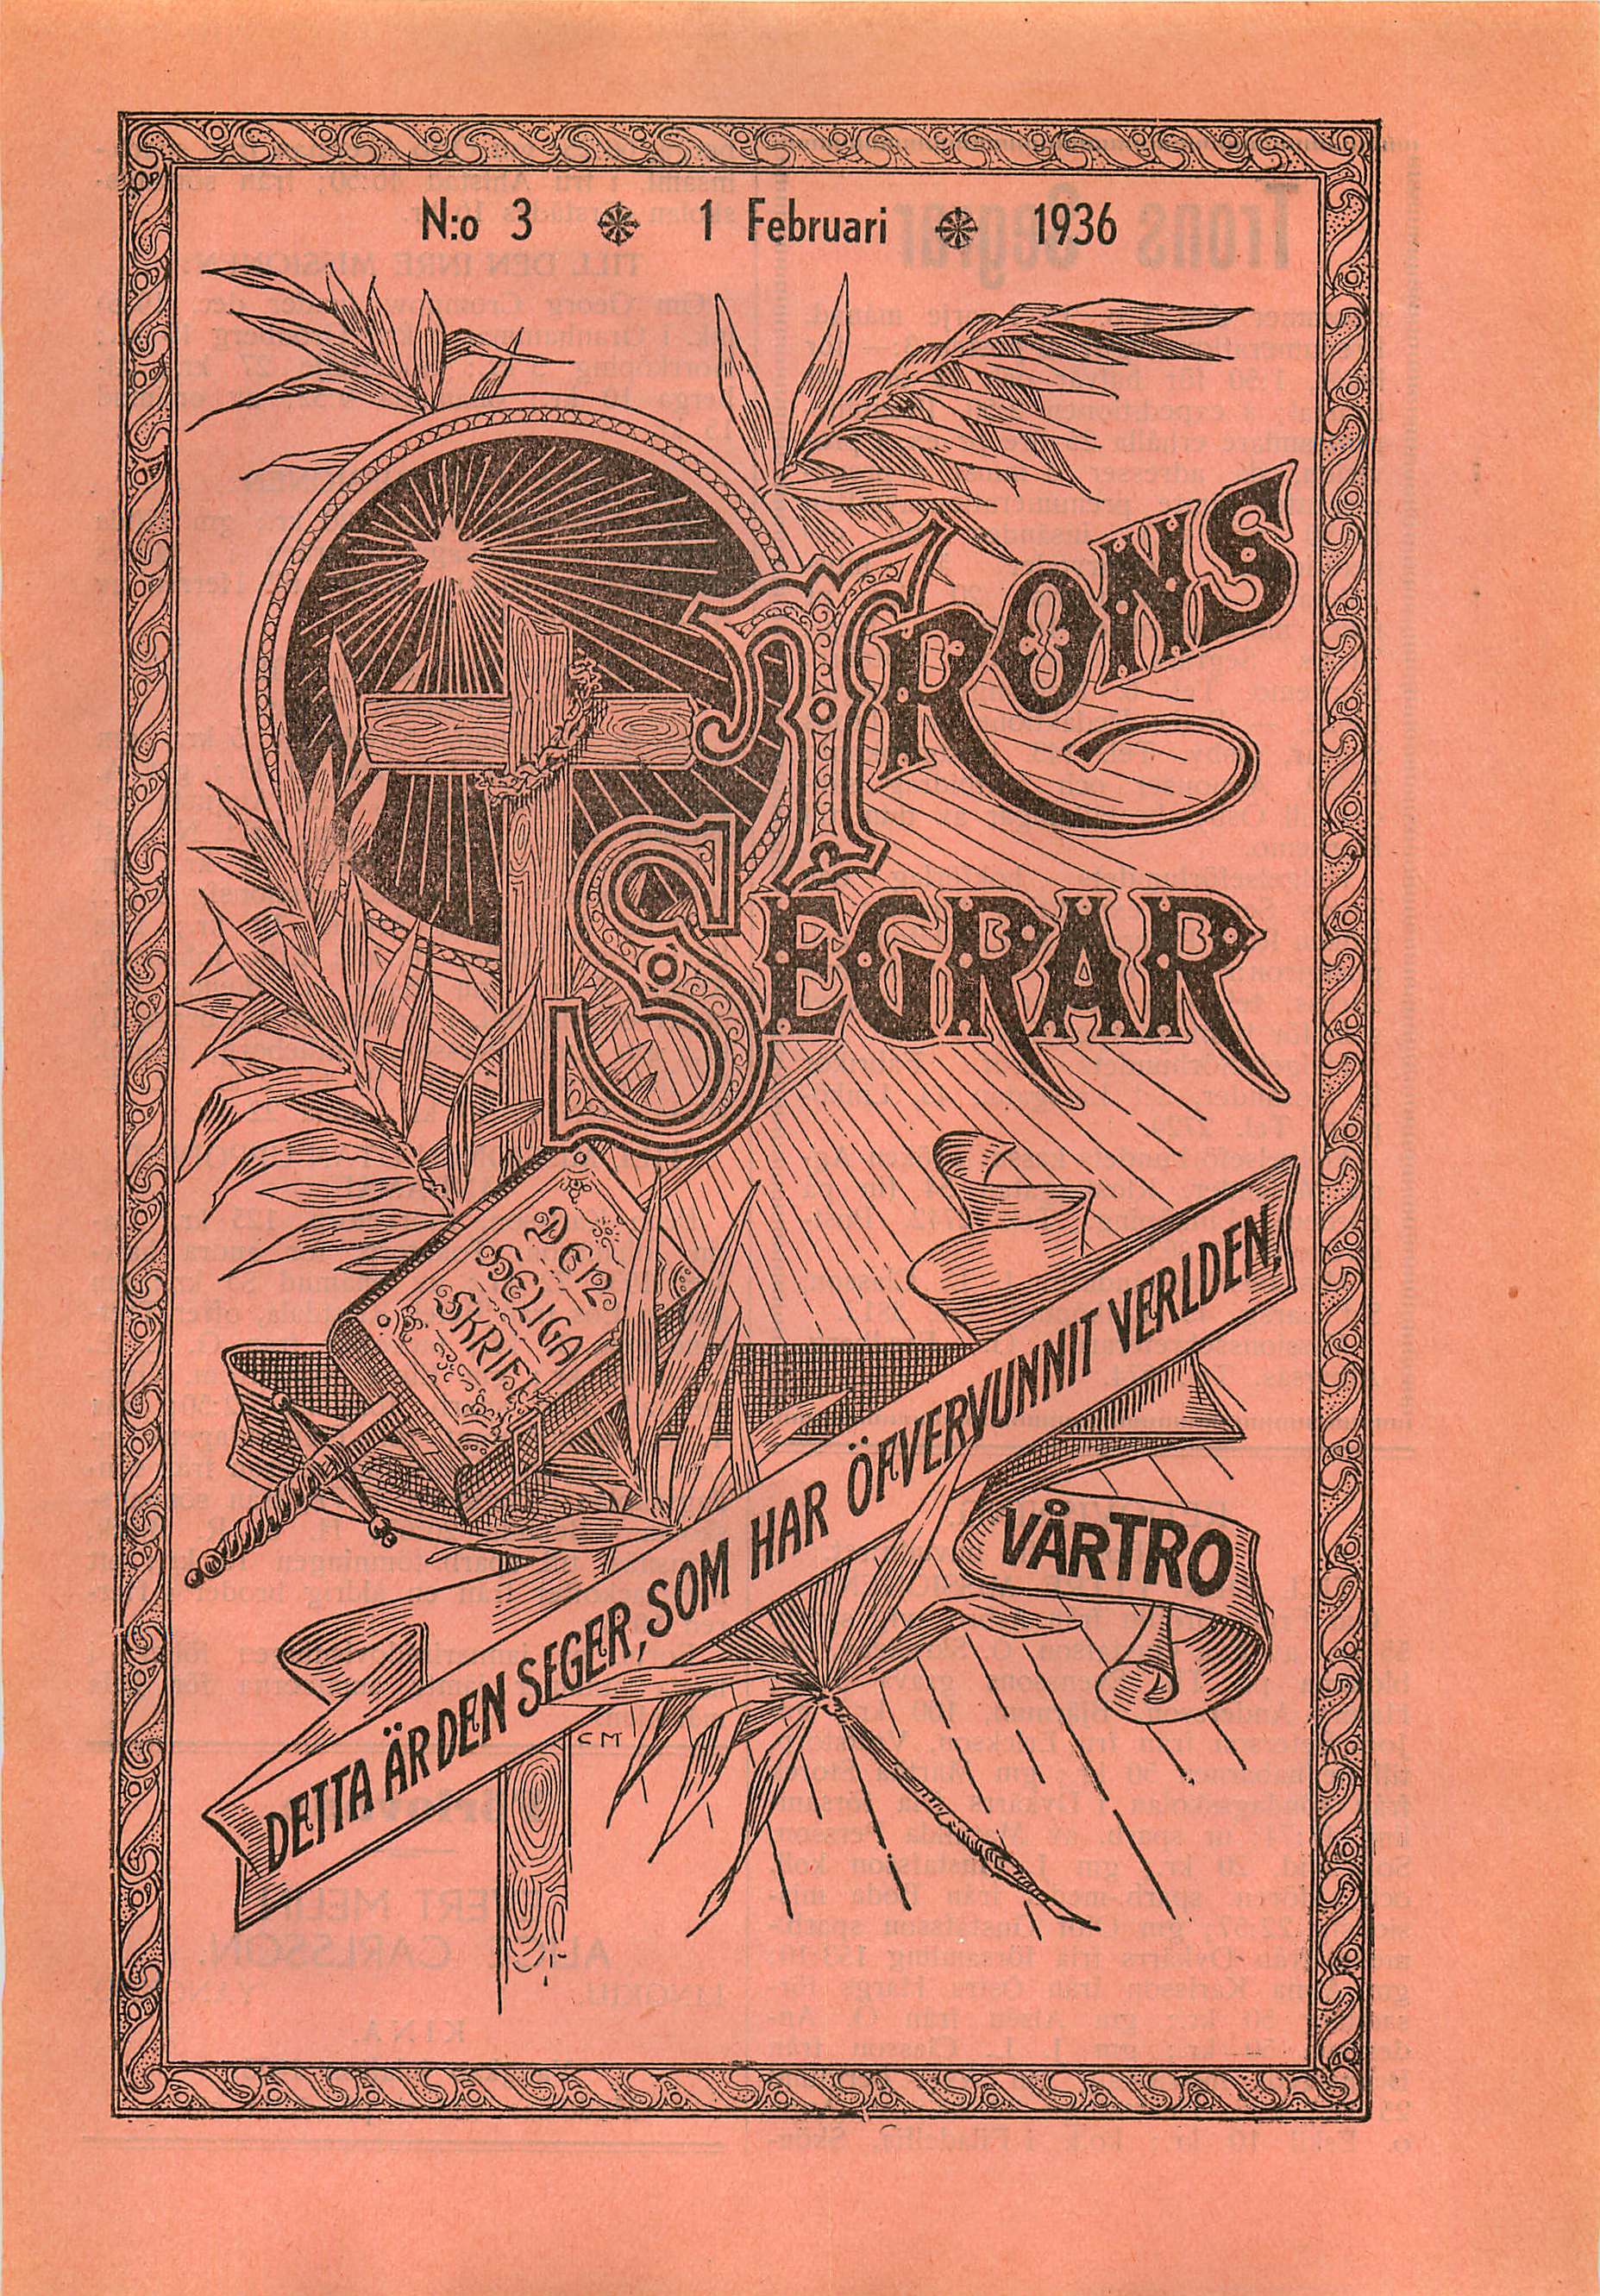 N:o 3 1 Februari 1936
TRONS
SEGRAR
DEN
HELIGA
SKRIFT
DETTA ÄR DEN SEGER, SOM HAR ÖFVERVUNNIT VERLDEN,
VÅR TRO
CM